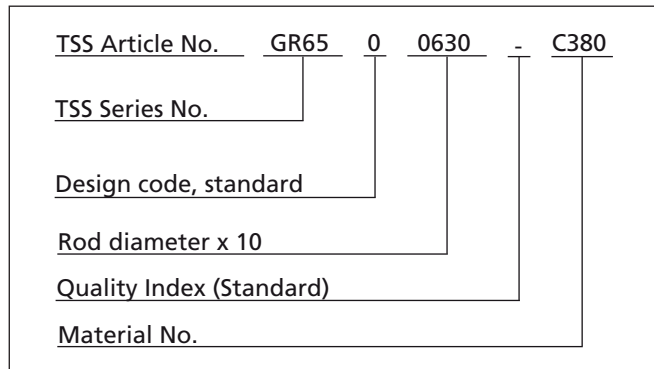 TSS Article No. GR65 0 0630 - C380
TSS Series No.
Design code, standard
Rod diameter x 10
Quality Index (Standard)
Material No.